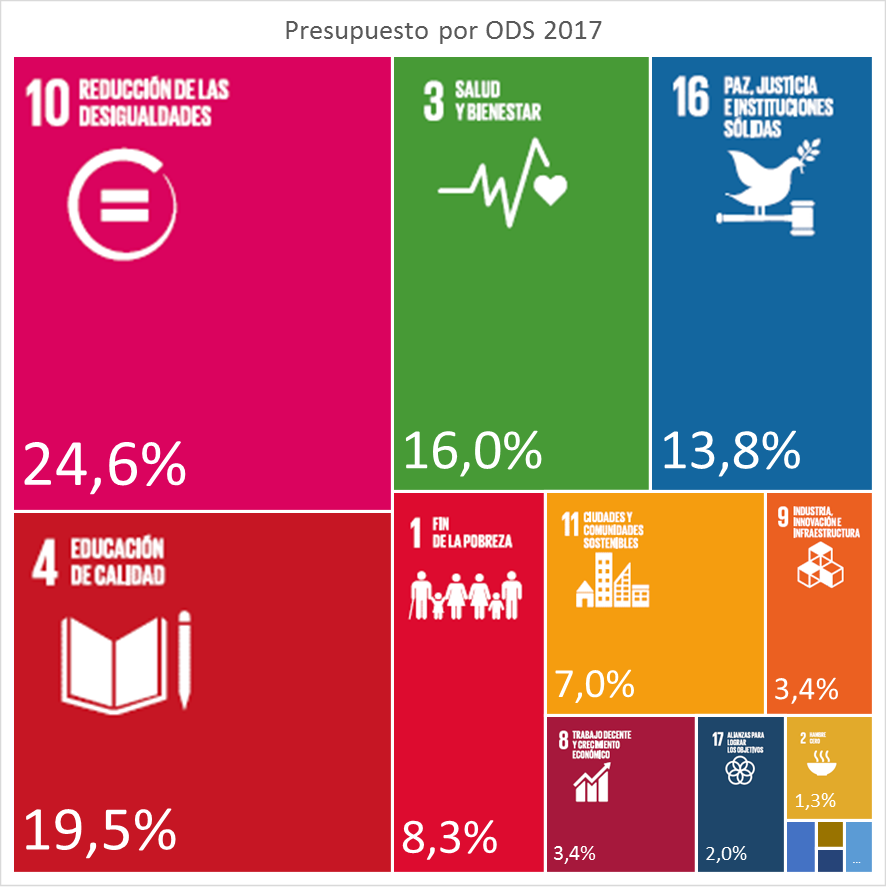 Presupuesto por ODS 2017
10 REDUCCIÓN DE LAS
DESIGUALDADES
24,6%
3 SALUD
Y BIENESTAR
16,0%
16 PAZ, JUSTICIA
E INSTITUCIONES
SÓLIDAS
13,8%
4 EDUCACIÓN
DE CALIDAD
19,5%
1 FIN
DE LA POBREZA
8,3%
11 CIUDADES Y
COMUNIDADES
SOSTENIBLES
7,0%
9 INDUSTRIA,
INNOVACIÓN E
INFRAESTRUCTURA
3,4%
8 TRABAJO DECENTE
Y CRECIMIENTO
ECONÓMICO
3,4%
17 ALIANZAS PARA
LOGRAR
LOS OBJETIVOS
2,0%
2 HAMBRE
CERO
1,3%
...